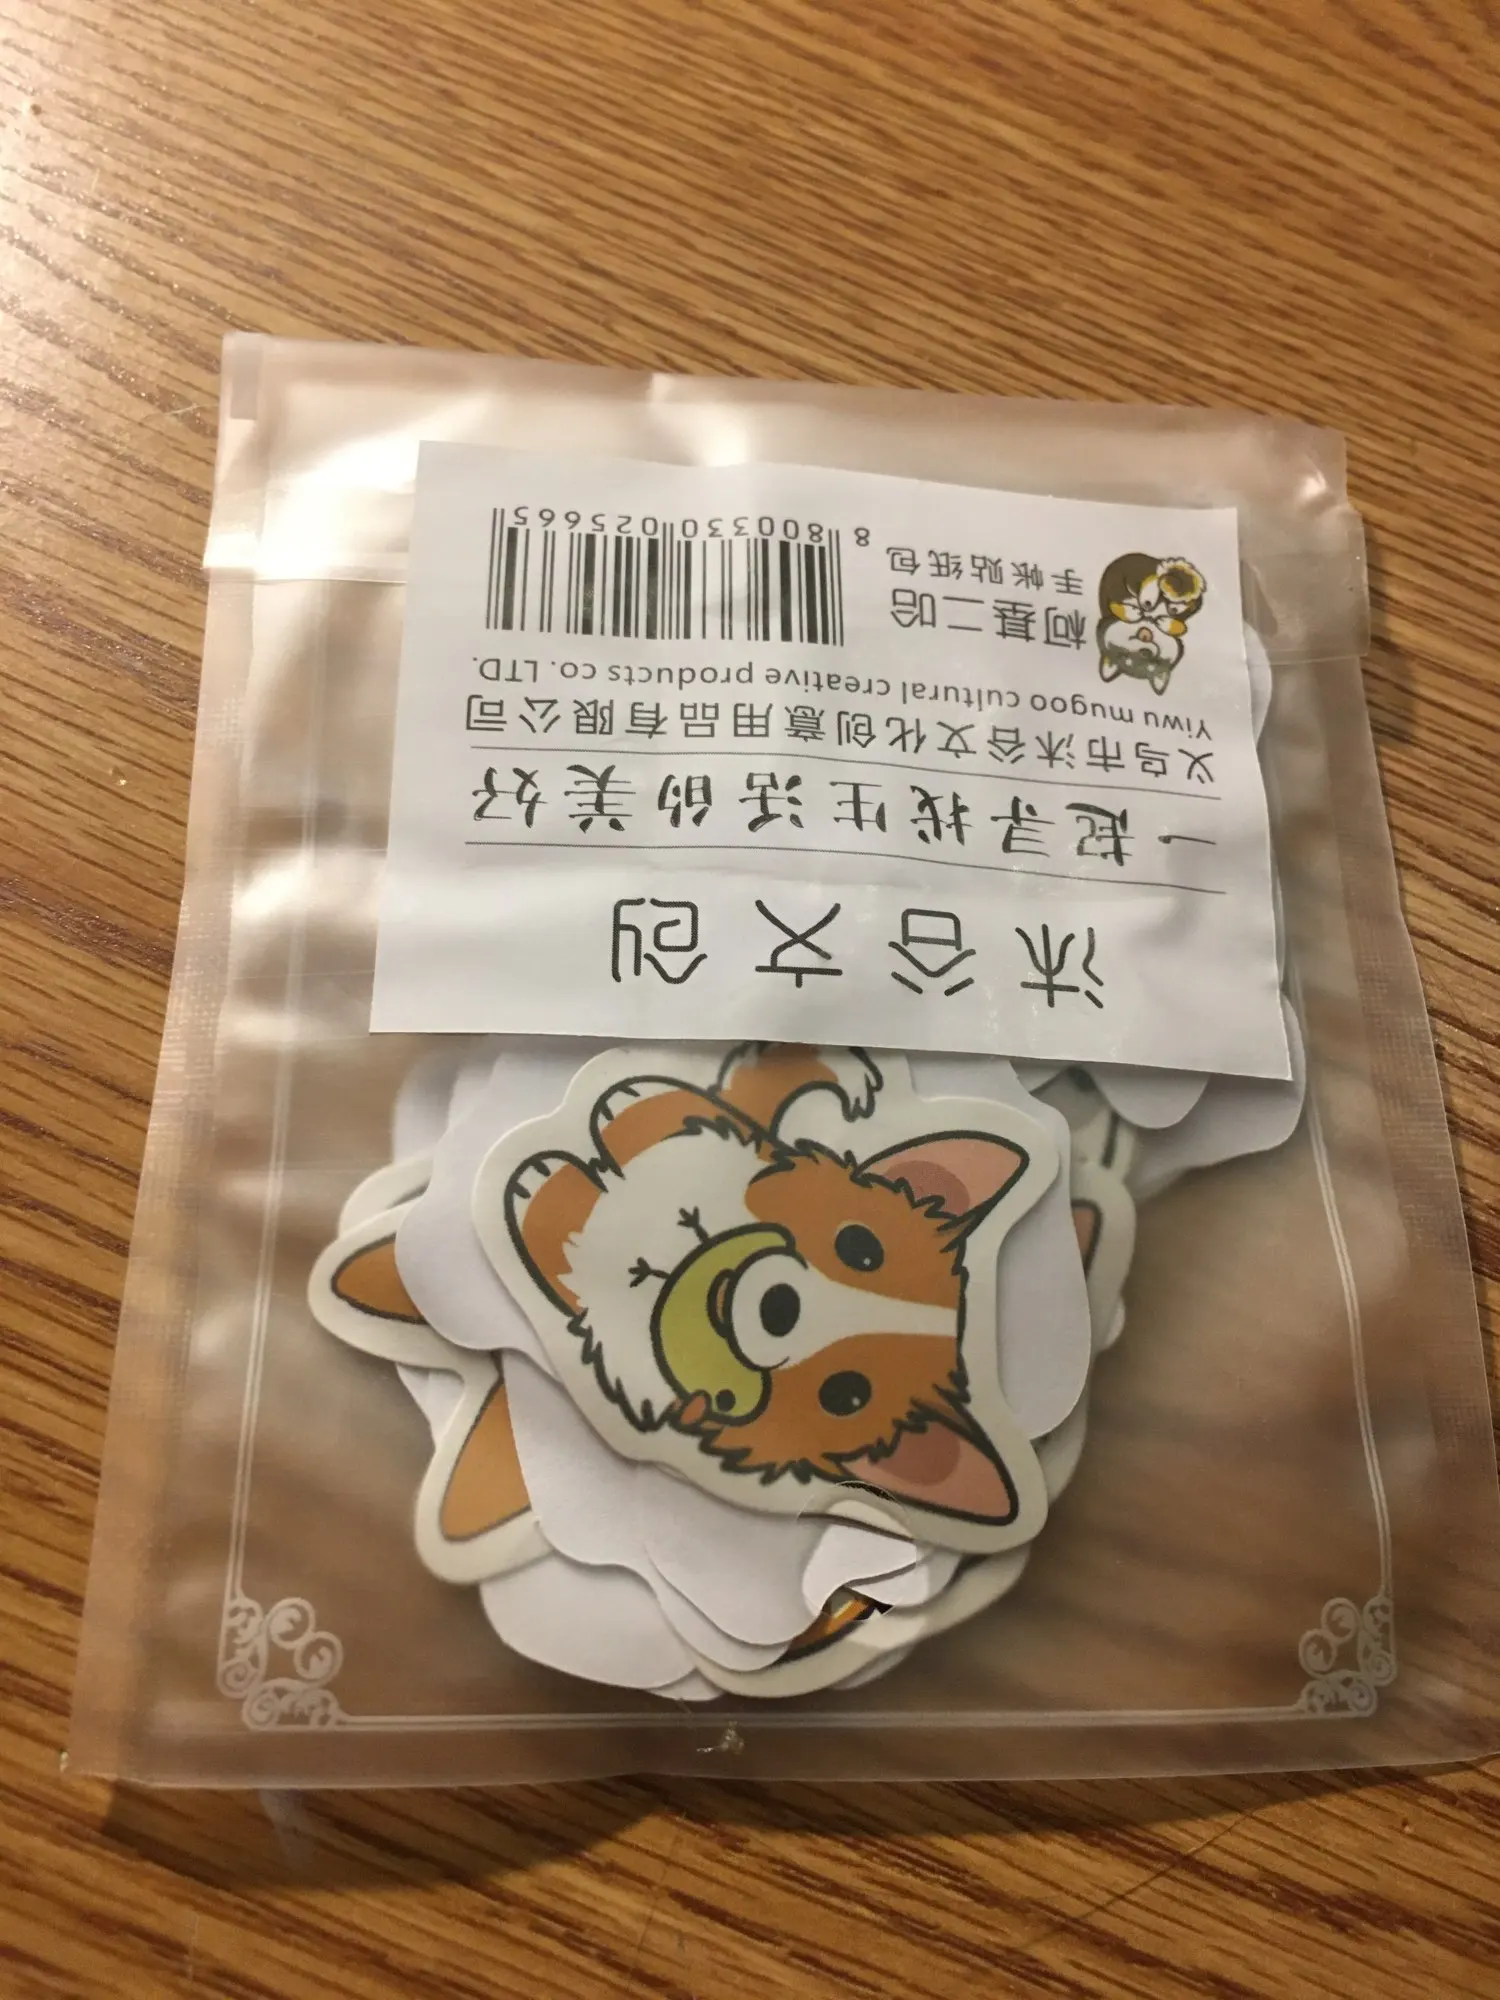 沐谷文创
一起寻找生活的美好
义乌市沐谷文化创意用品有限公司
Yiwu mugoo cultural creative products co. LTD.
柯基二哈
手帐贴纸包
8 800330 025665